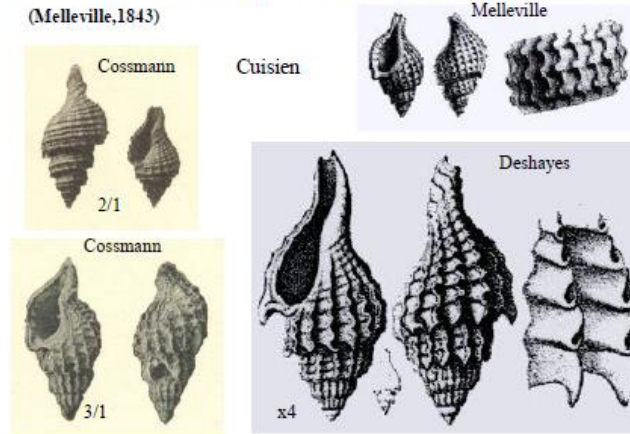 (Melleville,1843)
Melleville
Cossmann
Cuisien
2/1
Deshayes
Cossmann
3/1
x4